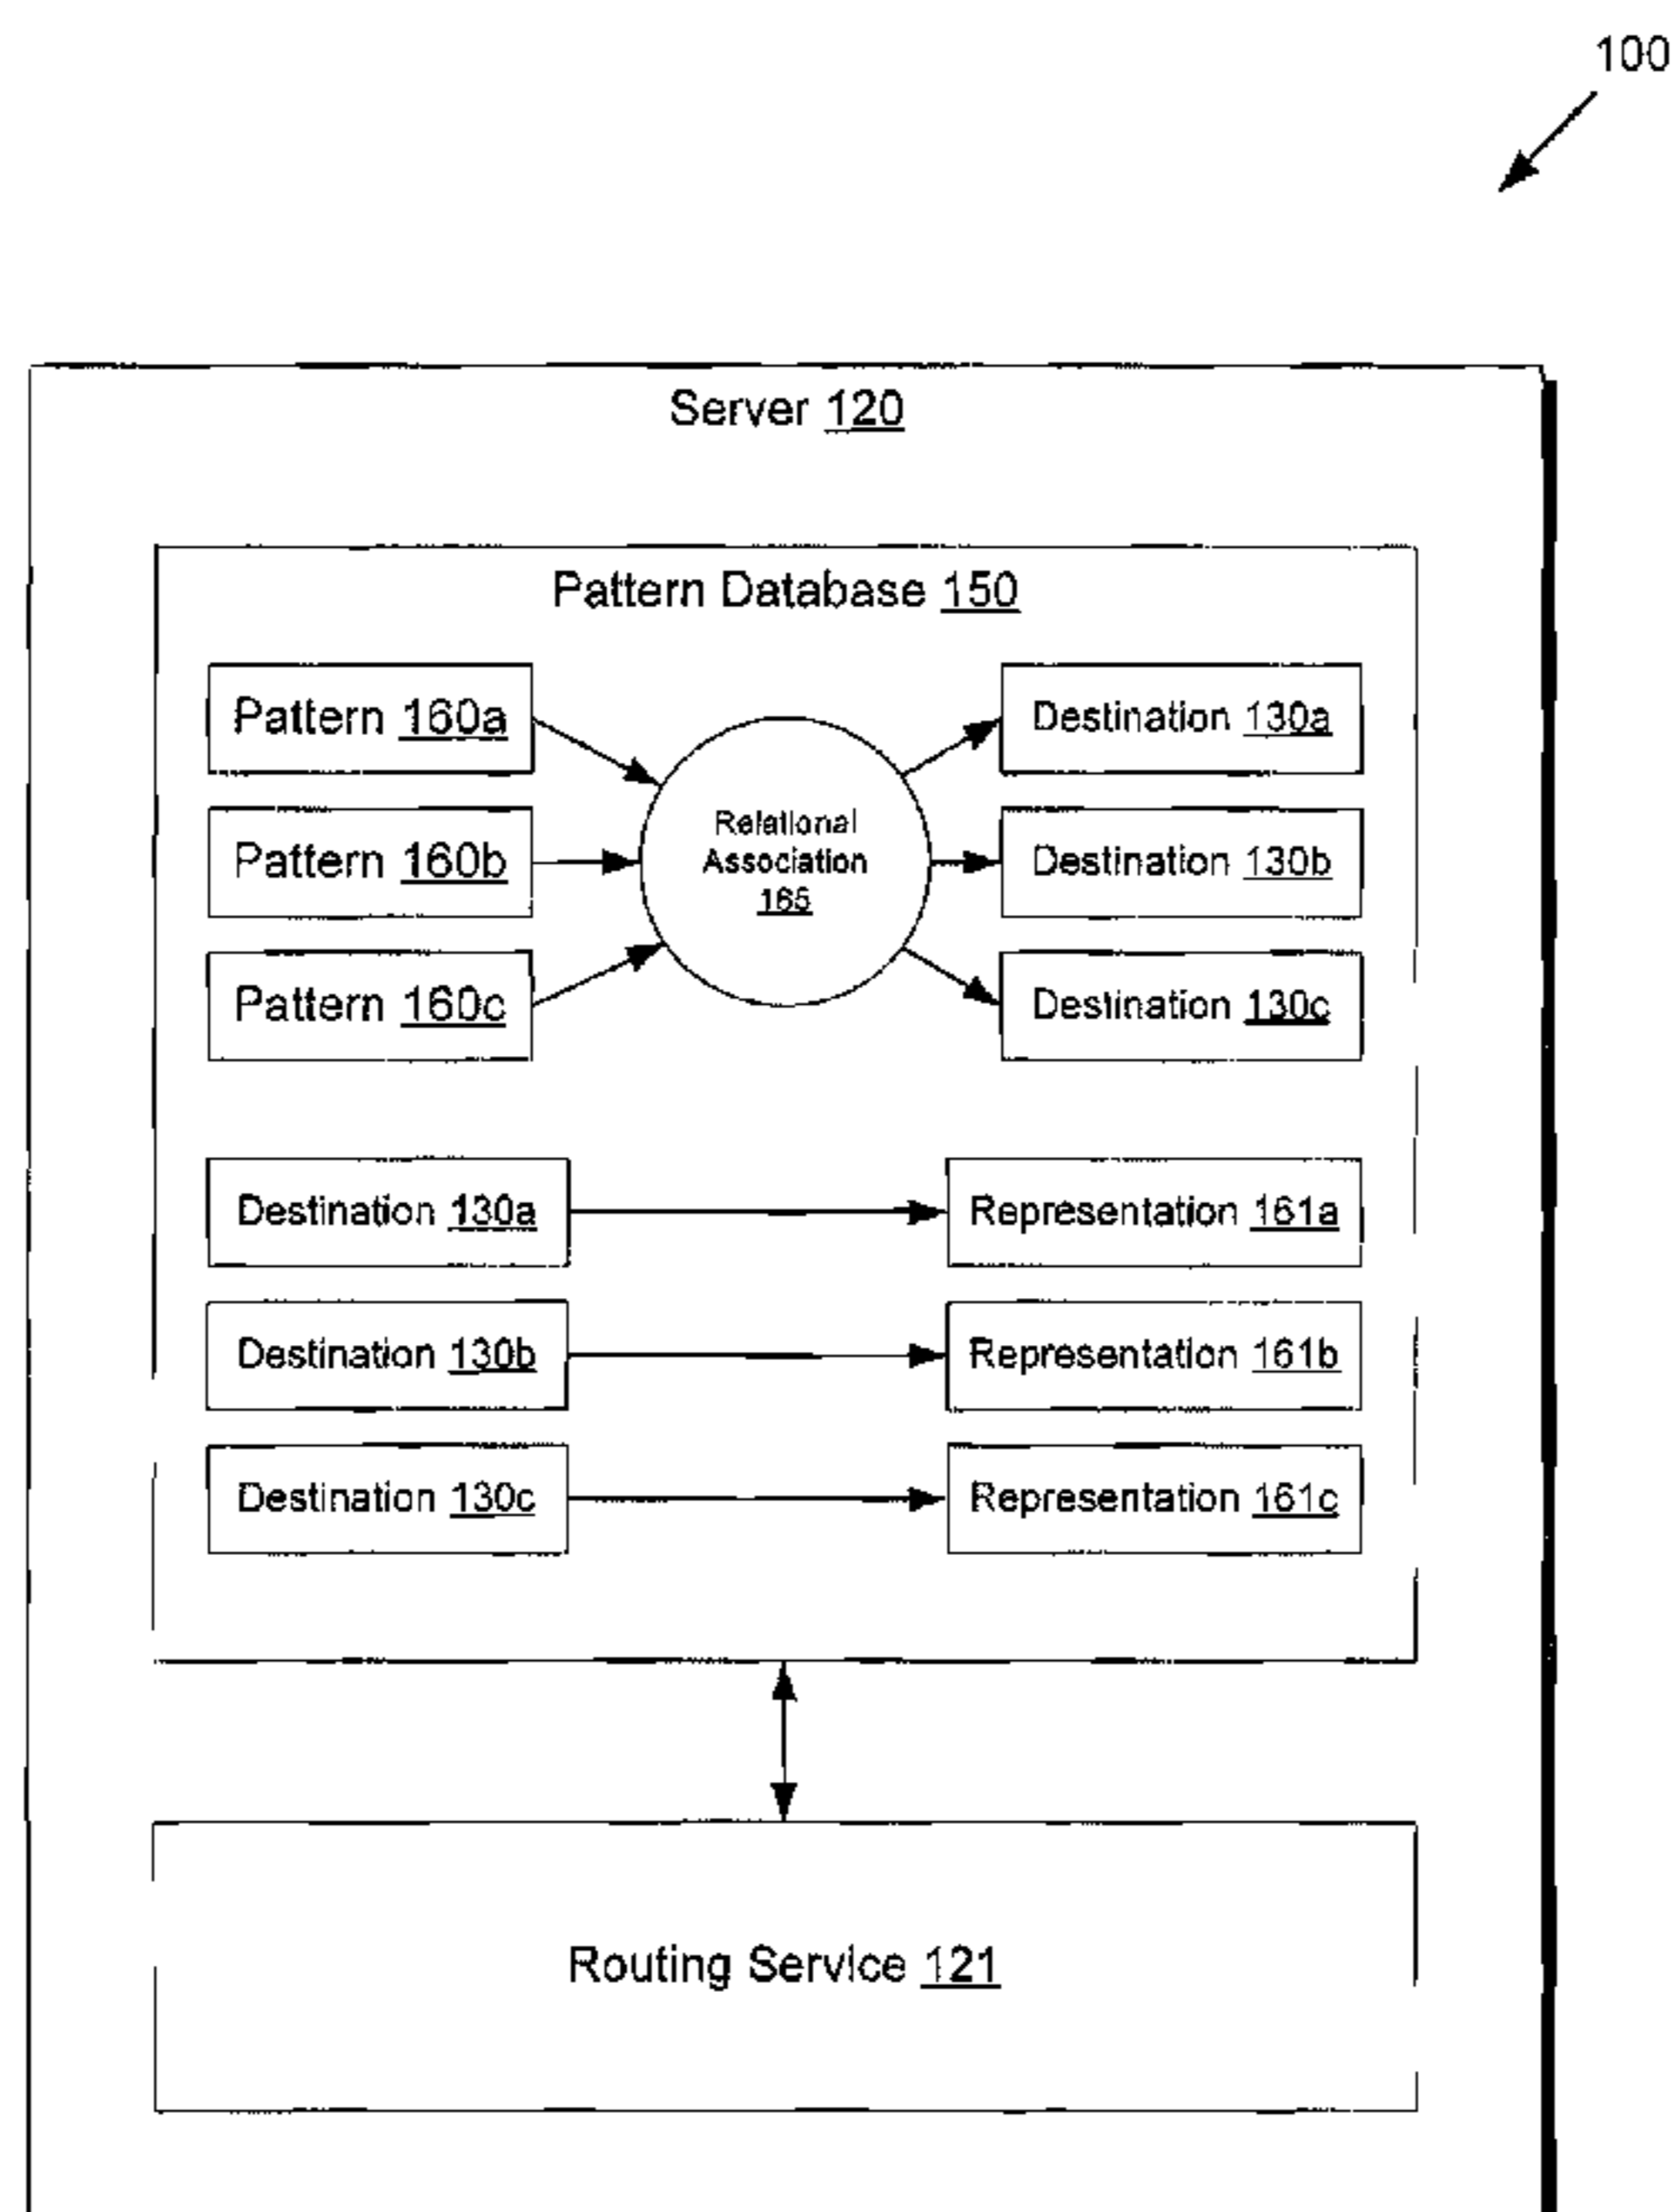 100
Server 120
Pattern Database 150
Pattern 160a
Destination 130a
Relational
Association
165
Pattern 160b
Destination 130b
Pattern 160c
Destination 130c
Destination 130a
Representation 161a
Destination 130b
Representation 161b
Destination 130c
Representation 161c
Routing Service 121